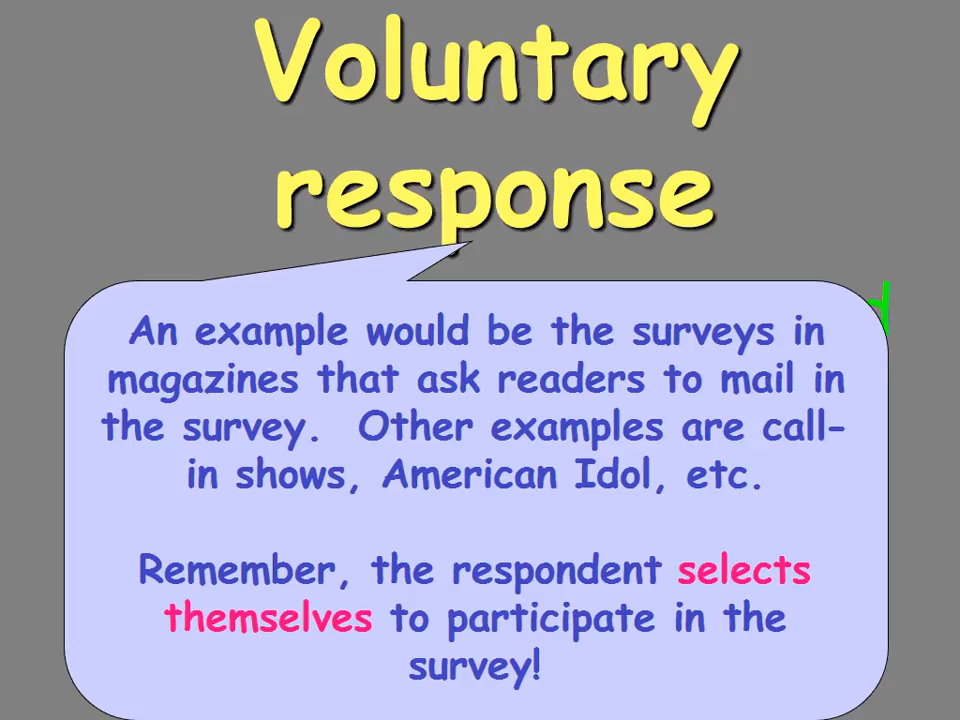 Voluntary
response
An example would be the surveys in
magazines that ask readers to mail in
the survey.  Other examples are call-
in shows, American Idol, etc.
Remember, the respondent selects
themselves to participate in the
survey!